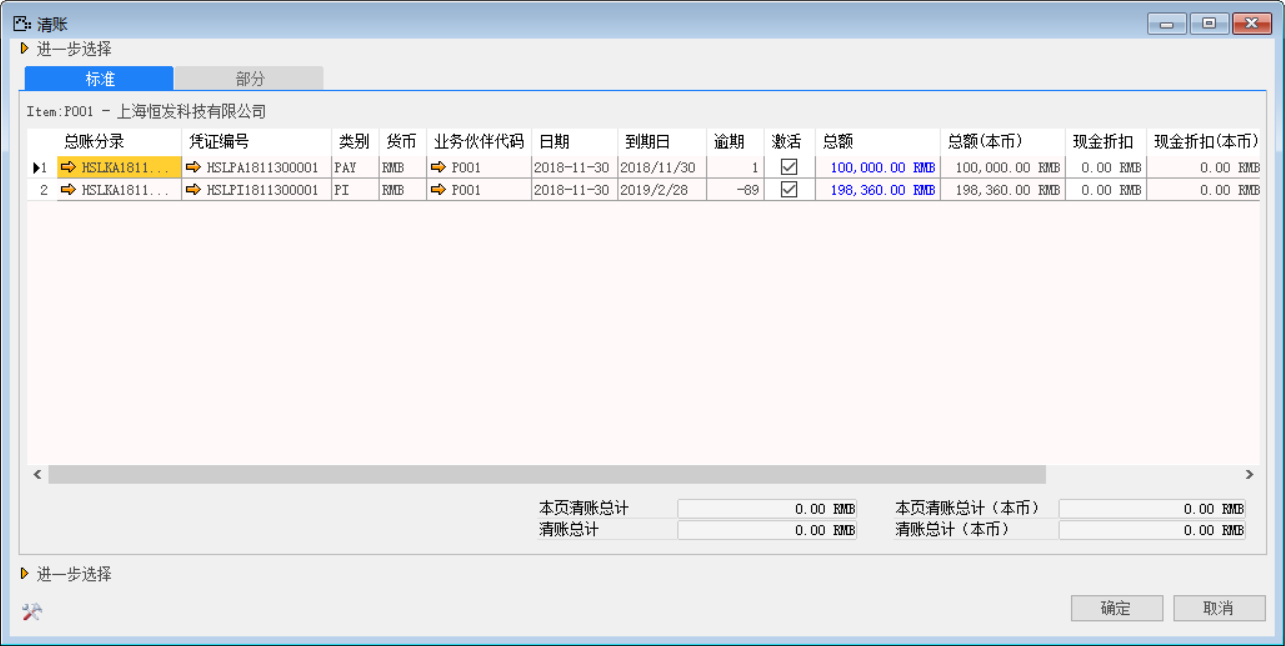 清账
进一步选择
标准 部分
Item:P001 - 上海恒发科技有限公司
总账分录 凭证编号 类别 货币 业务伙伴代码 日期 到期日 逾期 激活 总额 总额(本币) 现金折扣 现金折扣(本币)
1 HSLKA1811... HSLPA1811300001 PAY RMB P001 2018-11-30 2018/11/30 1 100,000.00 RMB 100,000.00 RMB 0.00 RMB 0.00 RMB
2 HSLKA1811... HSLPI1811300001 PI RMB P001 2018-11-30 2019/2/28 -89 198,360.00 RMB 198,360.00 RMB 0.00 RMB 0.00 RMB
本页清账总计 0.00 RMB 本页清账总计（本币） 0.00 RMB
清账总计 0.00 RMB 清账总计（本币） 0.00 RMB
进一步选择
确定 取消